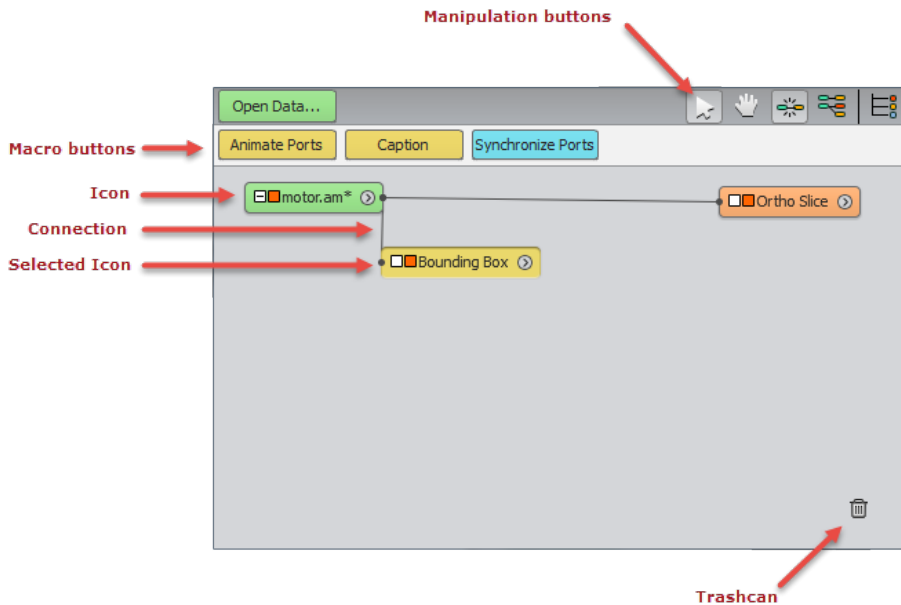 Manipulation buttons
Open Data...
Macro buttons
Animate Ports
Caption
Synchronize Ports
Icon
motor.am*
Ortho Slice
Connection
Selected Icon
Bounding Box
Trashcan